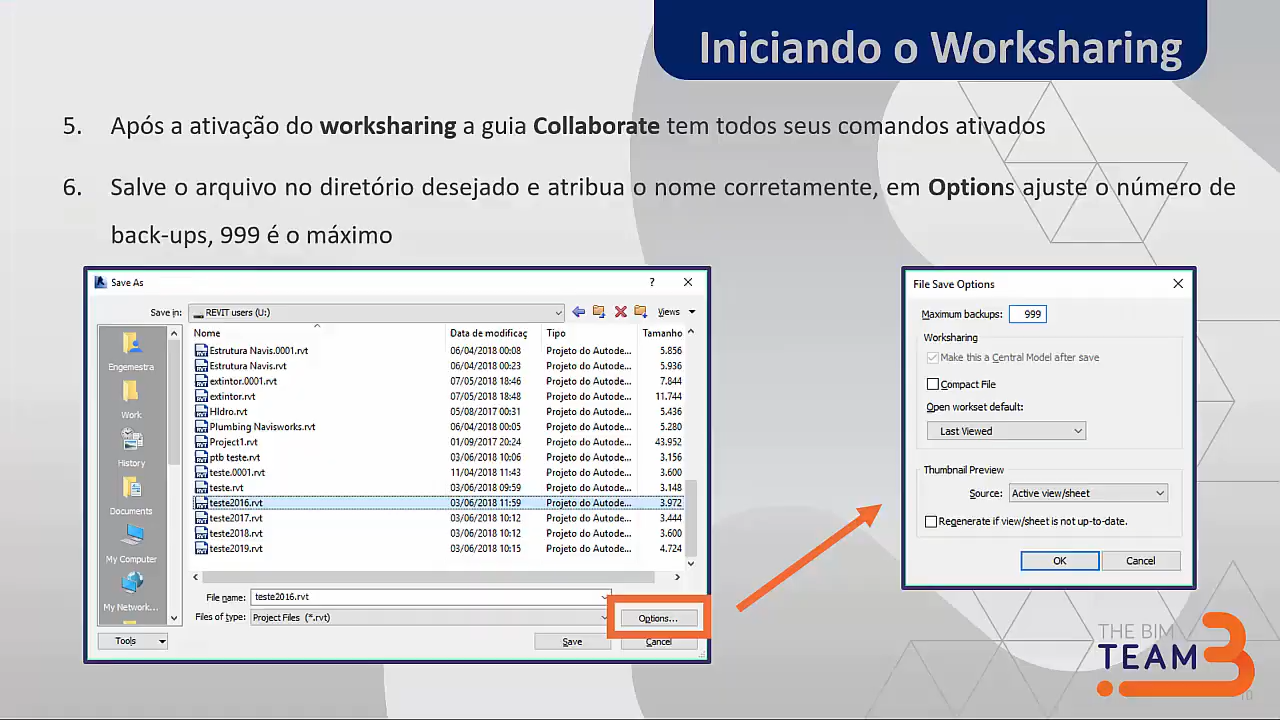 Iniciando o Worksharing
5. Após a ativação do worksharing a guia Collaborate tem todos seus comandos ativados
6. Salve o arquivo no diretório desejado e atribua o nome corretamente, em Options ajuste o número de
back-ups, 999 é o máximo
Save As ?
Save in: REVIT users (U:) Views
Nome Data de modificaç Tipo Tamanho
Estrutura Navis.0001.rvt 06/04/2018 00:08 Projeto do Autode... 5.856
Estrutura Navis.rvt 06/04/2018 00:23 Projeto do Autode... 5.936
extintor.0001.rvt 07/05/2018 18:46 Projeto do Autode... 7.844
extintor.rvt 07/05/2018 18:48 Projeto do Autode... 11.744
HIdro.rvt 05/08/2017 00:31 Projeto do Autode... 5.436
Plumbing Navisworks.rvt 06/04/2018 00:05 Projeto do Autode... 5.280
Project1.rvt 01/09/2017 20:24 Projeto do Autode... 43.952
ptb teste.rvt 03/06/2018 10:06 Projeto do Autode... 3.156
teste.0001.rvt 11/04/2018 11:43 Projeto do Autode... 3.600
teste.rvt 03/06/2018 09:59 Projeto do Autode... 3.148
teste2016.rvt 03/06/2018 11:59 Projeto do Autode... 3.972
teste2017.rvt 03/06/2018 10:12 Projeto do Autode... 3.444
teste2018.rvt 03/06/2018 10:12 Projeto do Autode... 3.600
teste2019.rvt 03/06/2018 10:15 Projeto do Autode... 4.724
Engemestra
Work
History
Documents
My Computer
My Network...
File name: teste2016.rvt
Files of type: Project Files (*.rvt) Options...
Tools Save Cancel
File Save Options
Maximum backups: 999
Worksharing
Make this a Central Model after save
Compact File
Open workset default:
Last Viewed
Thumbnail Preview
Source: Active view/sheet
Regenerate if view/sheet is not up-to-date.
OK Cancel
THE BIM
TEAM 3
10